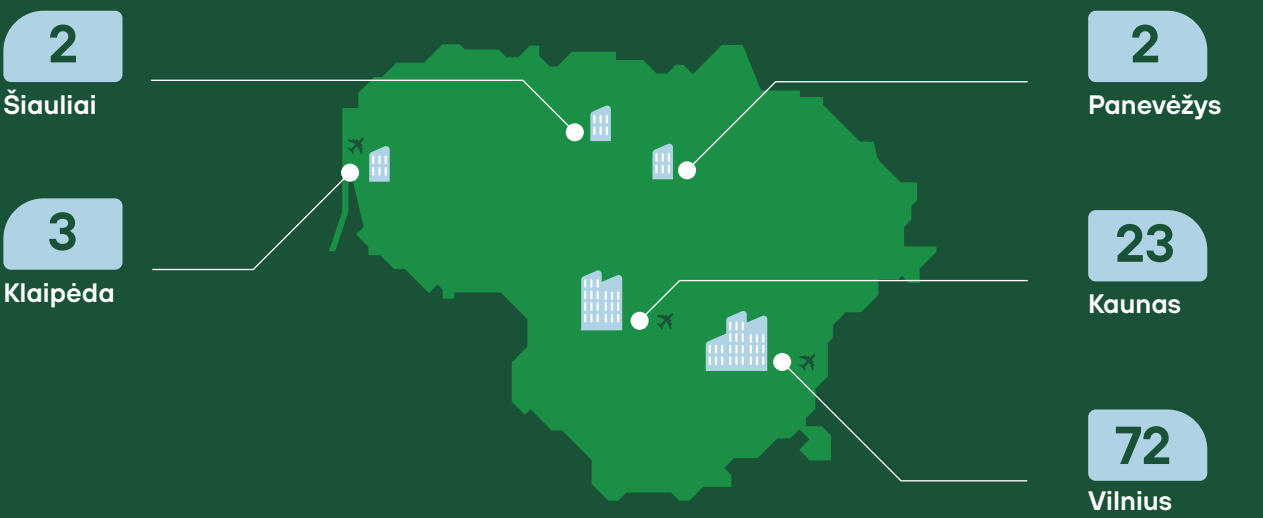 2
Šiauliai
3
Klaipėda
2
Panevėžys
23
Kaunas
72
Vilnius